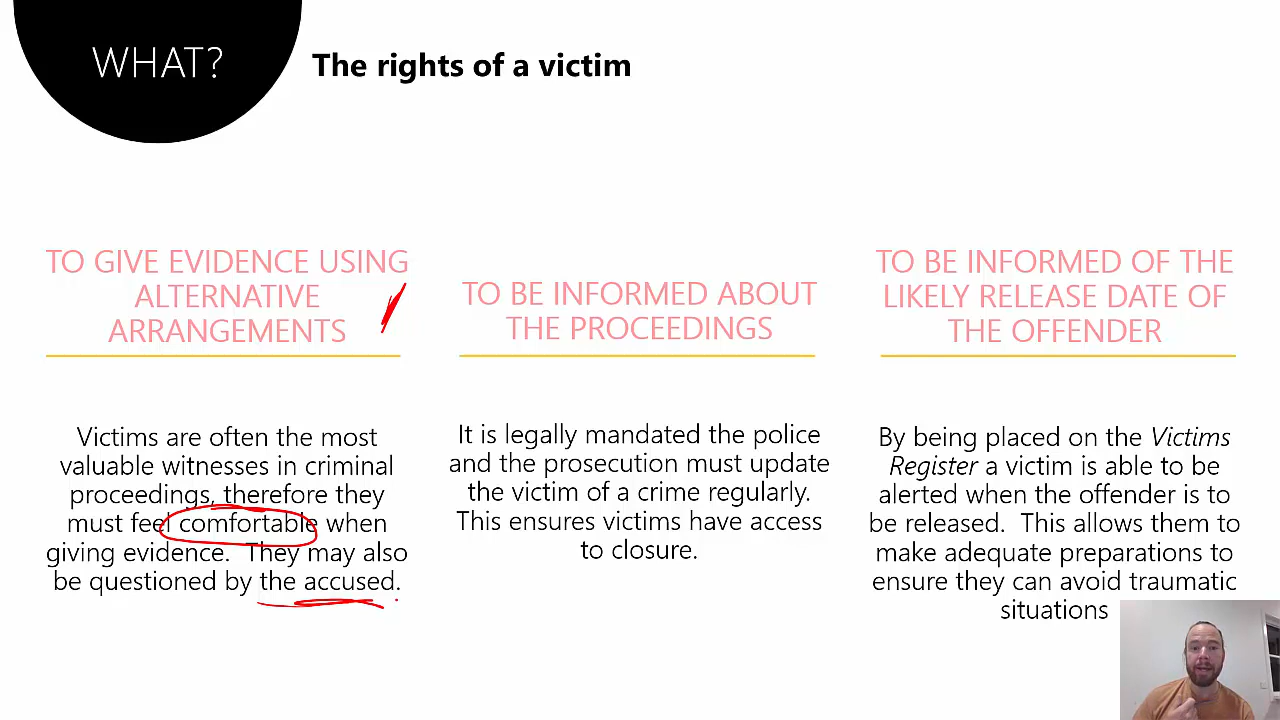 WHAT?
The rights of a victim
TO GIVE EVIDENCE USING
ALTERNATIVE
ARRANGEMENTS
Victims are often the most
valuable witnesses in criminal
proceedings, therefore they
must feel comfortable when
giving evidence. They may also
be questioned by the accused.
TO BE INFORMED ABOUT
THE PROCEEDINGS
It is legally mandated the police
and the prosecution must update
the victim of a crime regularly.
This ensures victims have access
to closure.
TO BE INFORMED OF THE
LIKELY RELEASE DATE OF
THE OFFENDER
By being placed on the Victims
Register a victim is able to be
alerted when the offender is to
be released. This allows them to
make adequate preparations to
ensure they can avoid traumatic
situations